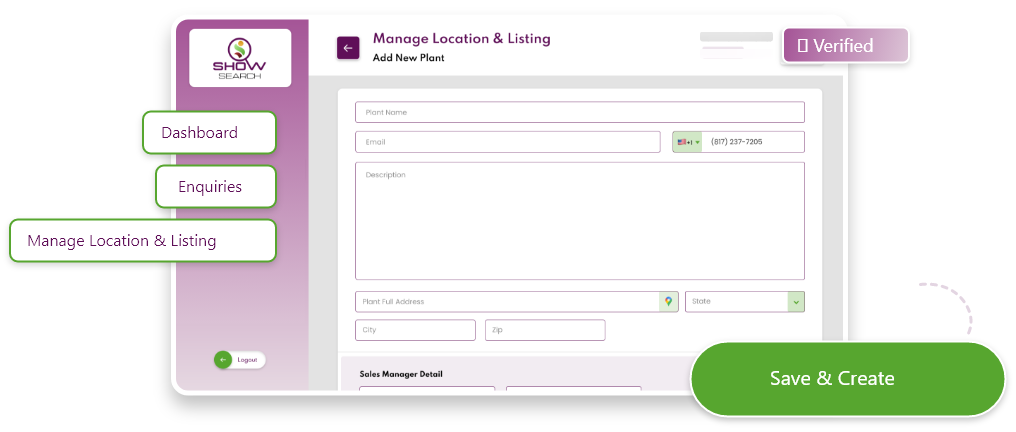 SHOW
SEARCH
Manage Location & Listing
Add New Plant
Verified
Dashboard
Enquiries
Manage Location & Listing
Logout
Plant Name
Email
+1
(817) 237-7205
Description
Plant Full Address
State
City
Zip
Sales Manager Detail
Save & Create